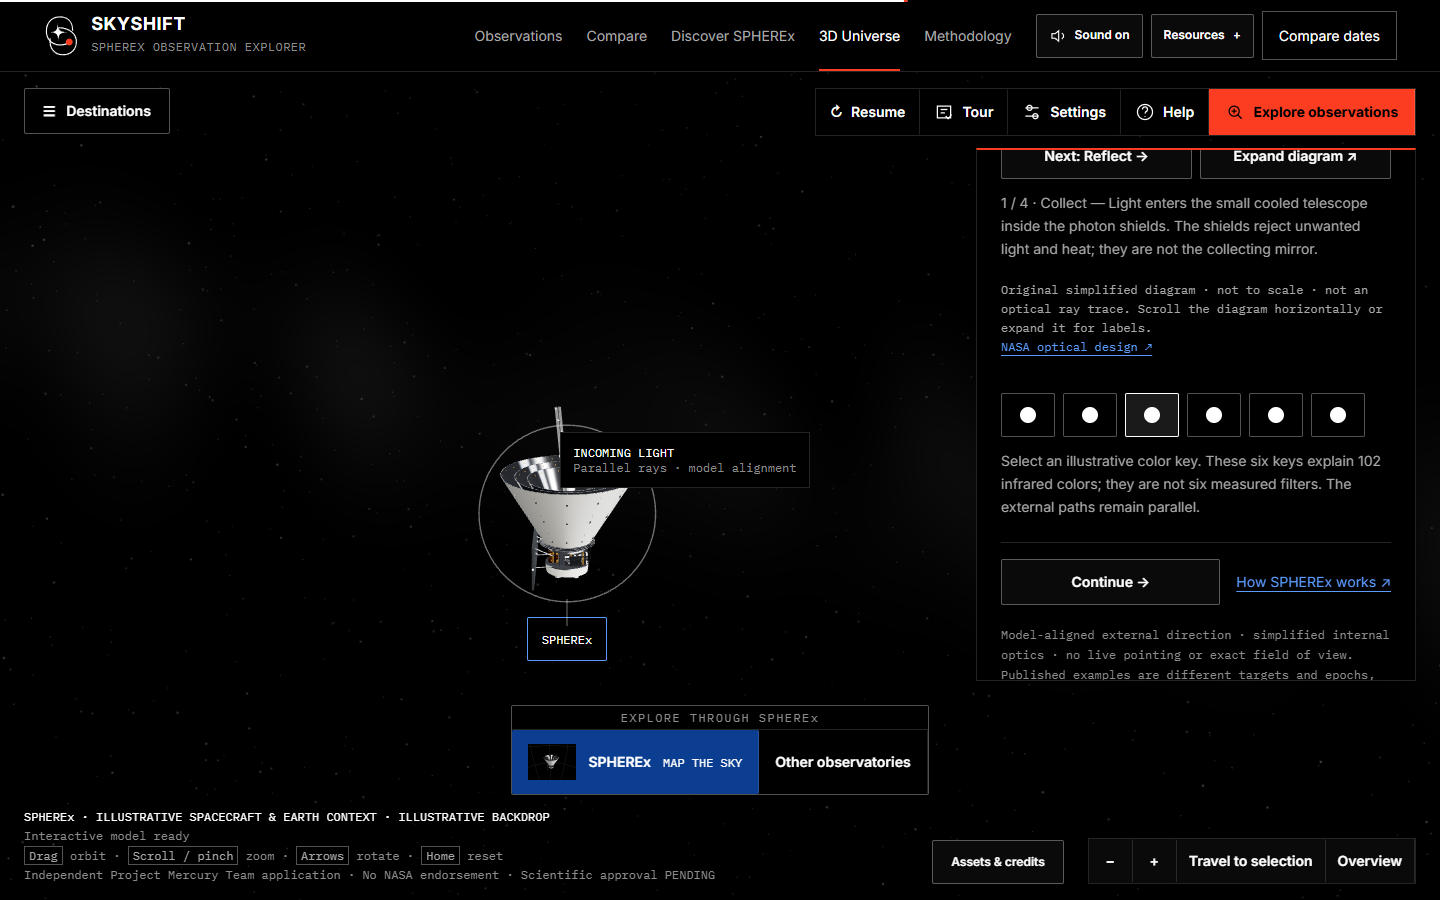 SKYSHIFT
SPHEREX OBSERVATION EXPLORER
Observations
Compare
Discover SPHEREx
3D Universe
Methodology
Sound on
Resources +
Compare dates
Destinations
Resume
Tour
Settings
Help
Explore observations
Next: Reflect →
Expand diagram ↗
1 / 4 · Collect — Light enters the small cooled telescope
inside the photon shields. The shields reject unwanted
light and heat; they are not the collecting mirror.
Original simplified diagram · not to scale · not an
optical ray trace. Scroll the diagram horizontally or
expand it for labels.
NASA optical design ↗
INCOMING LIGHT
Parallel rays · model alignment
Select an illustrative color key. These six keys explain 102
infrared colors; they are not six measured filters. The
external paths remain parallel.
Continue →
How SPHEREx works ↗
SPHEREx
Model-aligned external direction · simplified internal
optics · no live pointing or exact field of view.
Published examples are different targets and epochs,
EXPLORE THROUGH SPHEREx
SPHEREx MAP THE SKY
Other observatories
SPHEREx · ILLUSTRATIVE SPACECRAFT & EARTH CONTEXT · ILLUSTRATIVE BACKDROP
Interactive model ready
Drag orbit · Scroll / pinch zoom · Arrows rotate · Home reset
Independent Project Mercury Team application · No NASA endorsement · Scientific approval PENDING
Assets & credits
−
+
Travel to selection
Overview